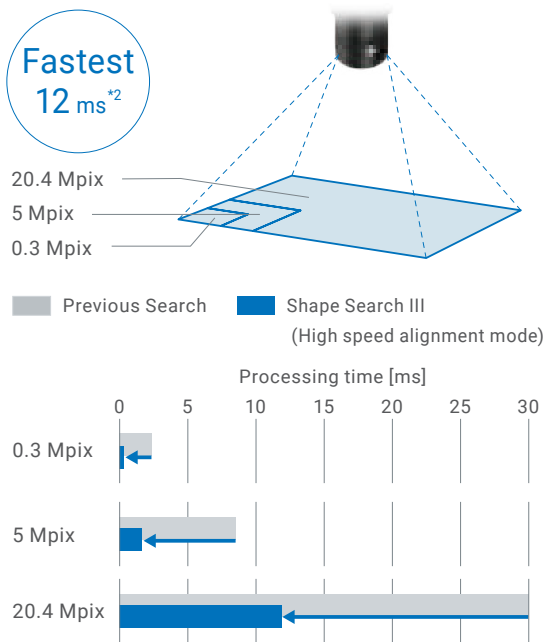 Fastest
12 ms*2
20.4 Mpix
5 Mpix
0.3 Mpix
Previous Search
Shape Search III
(High speed alignment mode)
Processing time [ms]
0 5 10 15 20 25 30
0.3 Mpix
5 Mpix
20.4 Mpix